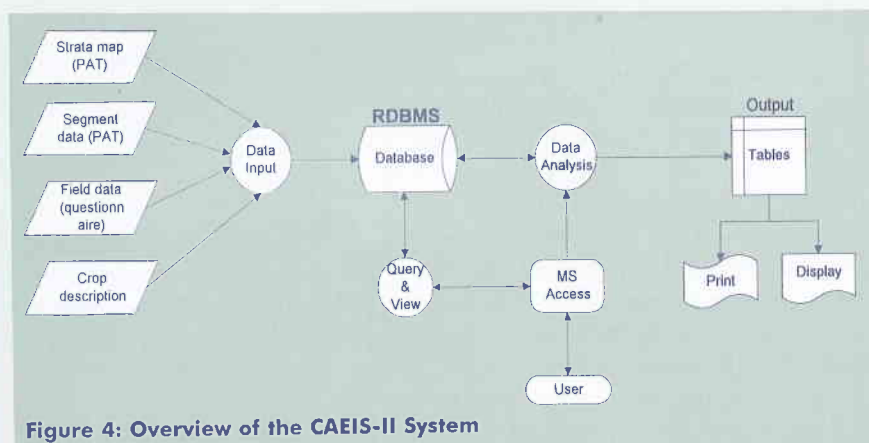 Strata map
(PAT)
Segment
data (PAT)
Field data
(questionn
aire)
Crop
description
Data
Input
RDBMS
Database
Query
&
View
Data
Analysis
MS
Access
User
Output
Tables
Print
Display
Figure 4: Overview of the CAEIS-II System